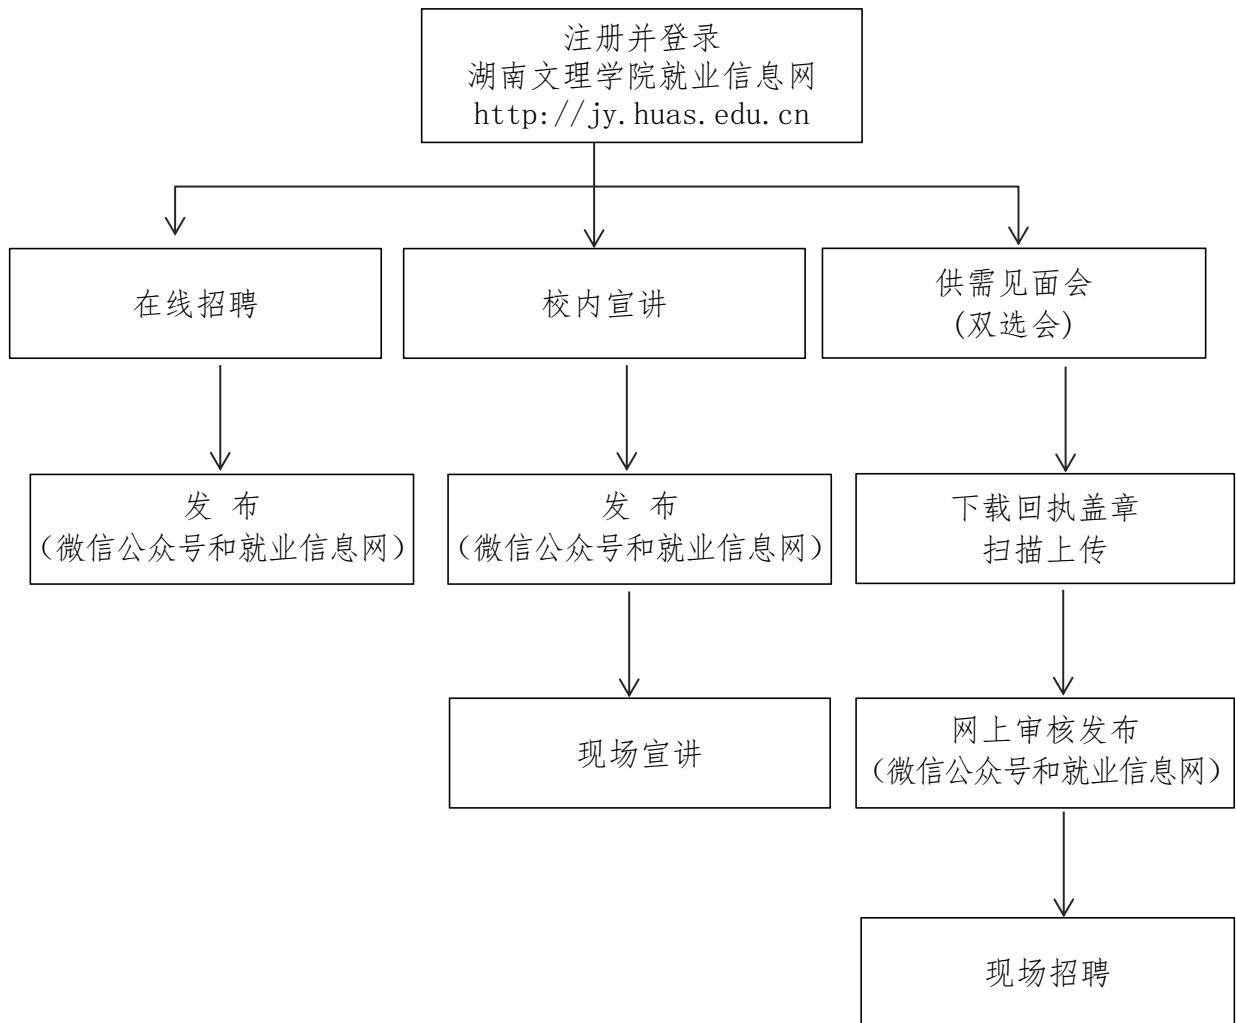 注册并登录
湖南文理学院就业信息网
http://jy.huas.edu.cn
在线招聘
校内宣讲
供需见面会
(双选会)
发 布
（微信公众号和就业信息网）
发 布
（微信公众号和就业信息网）
下载回执盖章
扫描上传
现场宣讲
网上审核发布
（微信公众号和就业信息网）
现场招聘